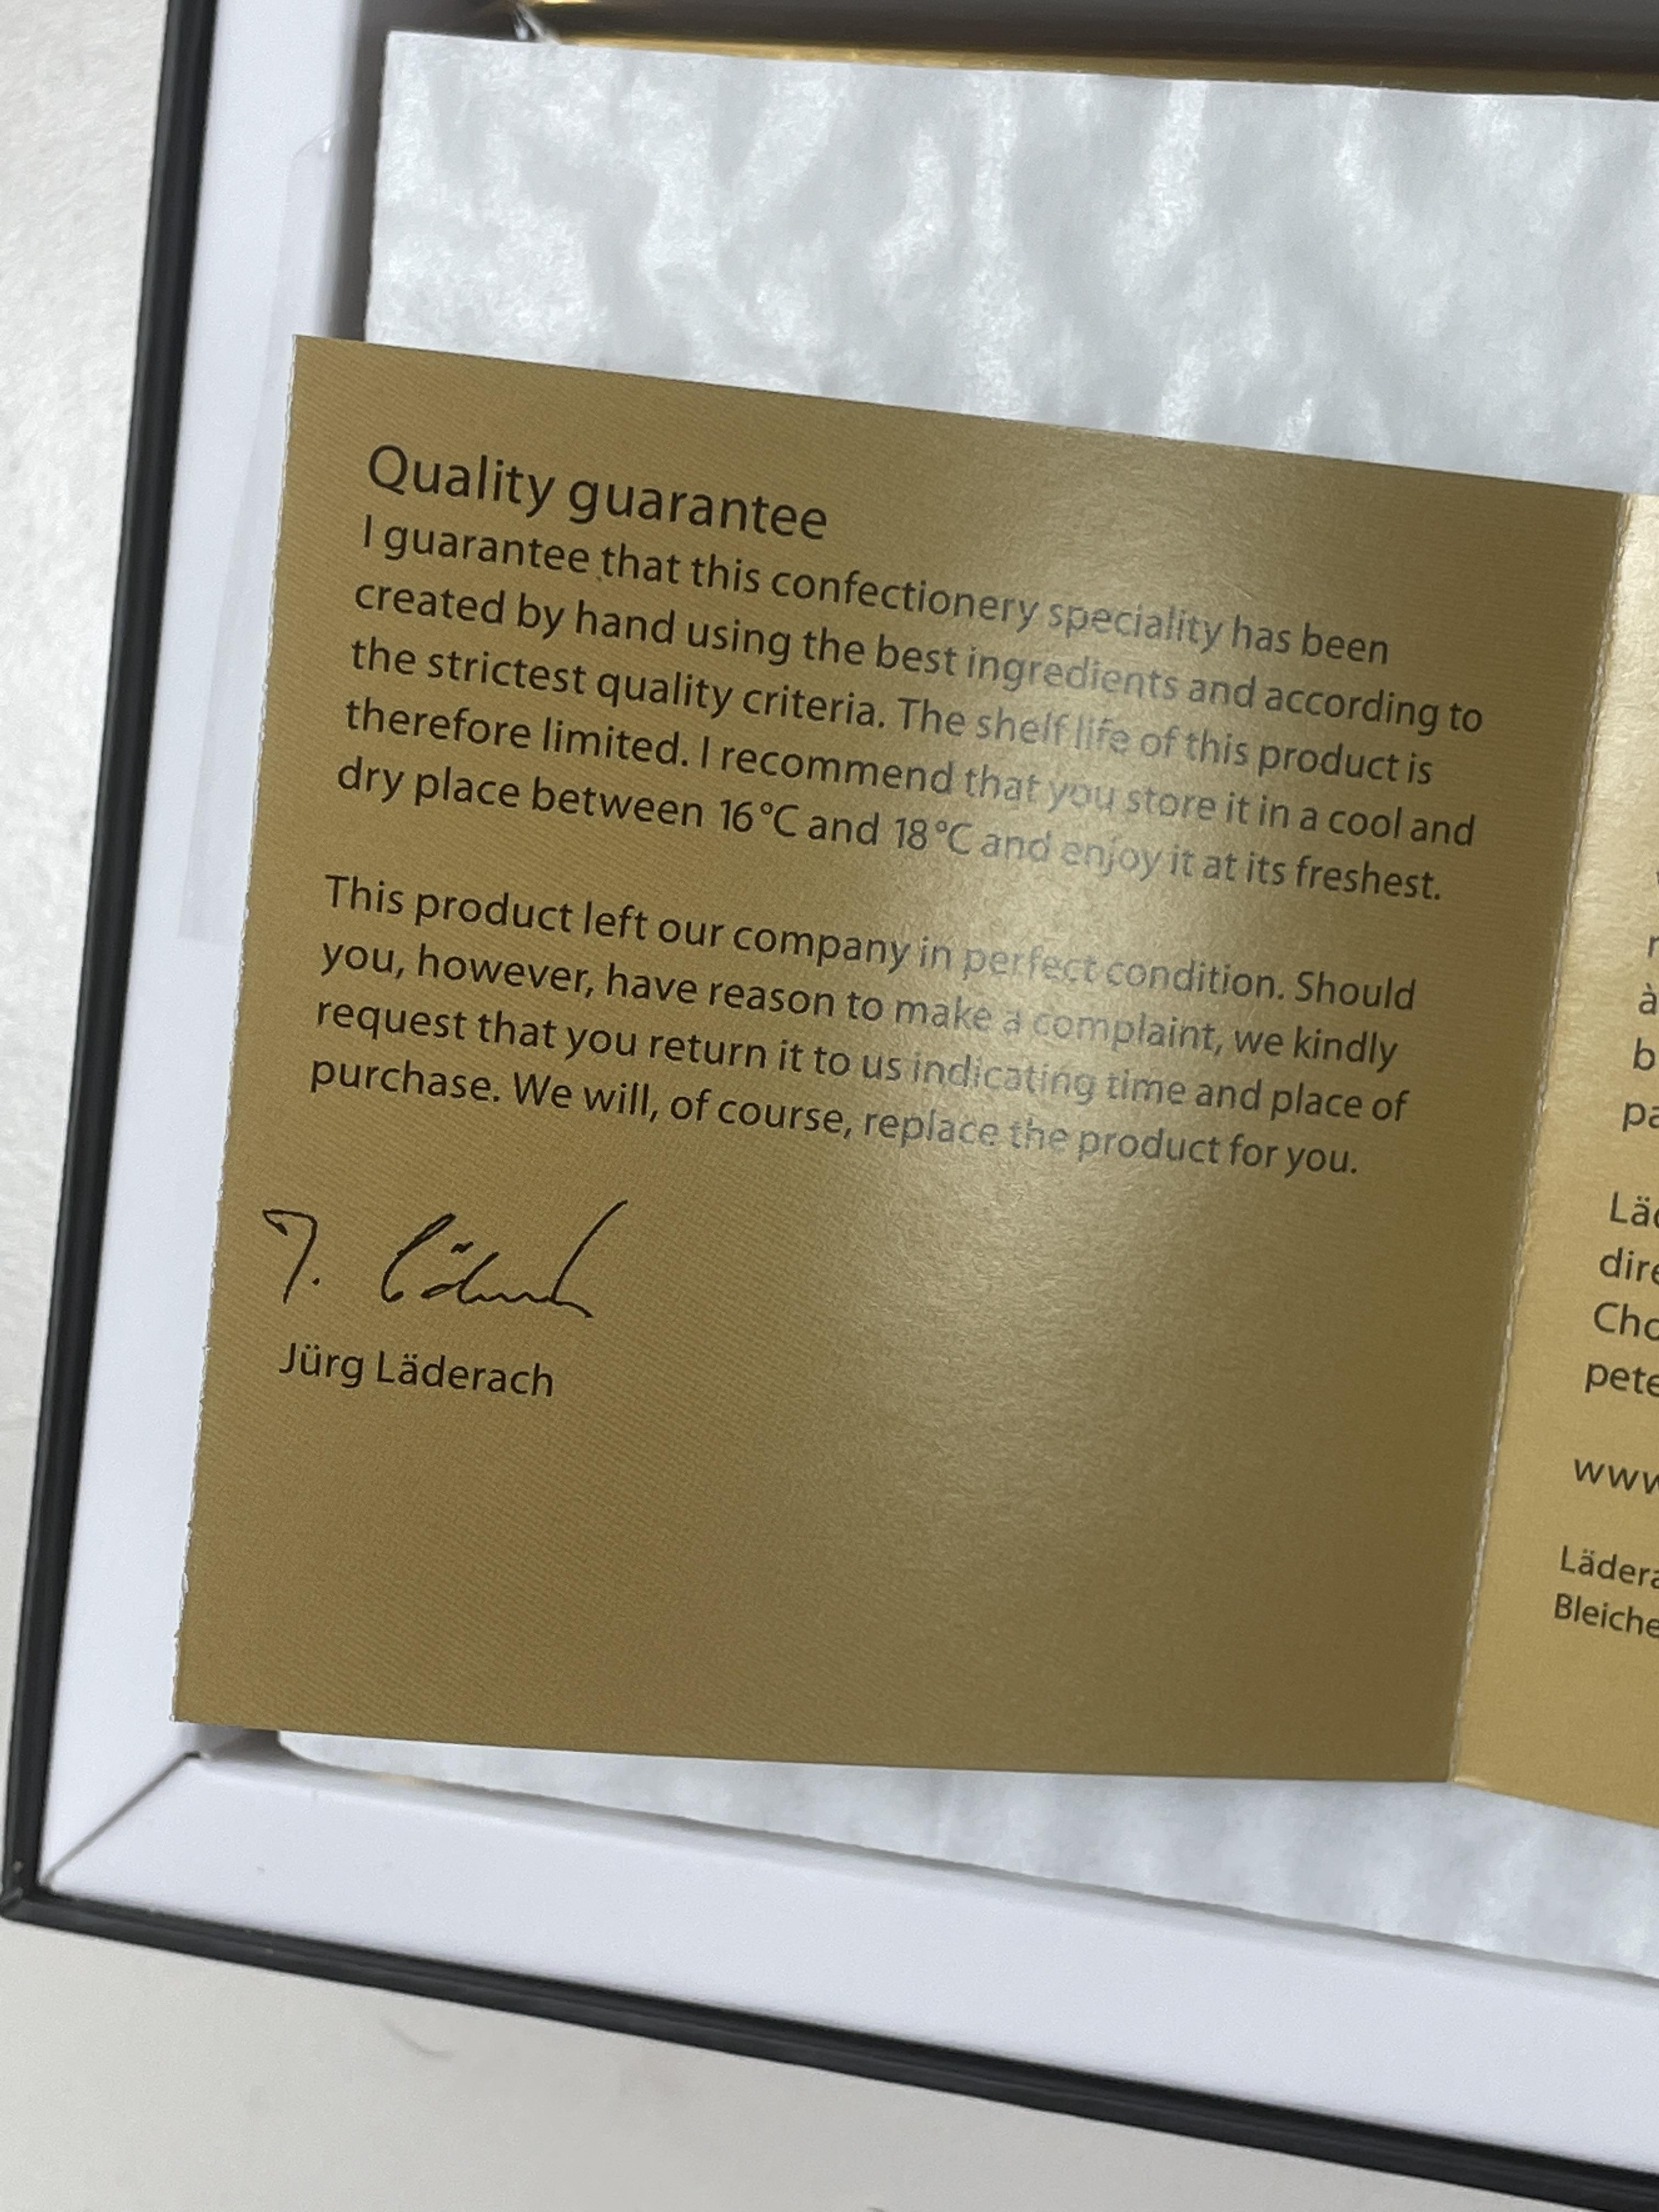 Quality guarantee
I guarantee that this confectionery speciality has been
created by hand using the best ingredients and according to
the strictest quality criteria. The shelf life of this product is
therefore limited. I recommend that you store it in a cool and
dry place between 16°C and 18°C and enjoy it at its freshest.
This product left our company in perfect condition. Should
you, however, have reason to make a complaint, we kindly
request that you return it to us indicating time and place of
purchase. We will, of course, replace the product for you.
J. Läderach
Jürg Läderach
à